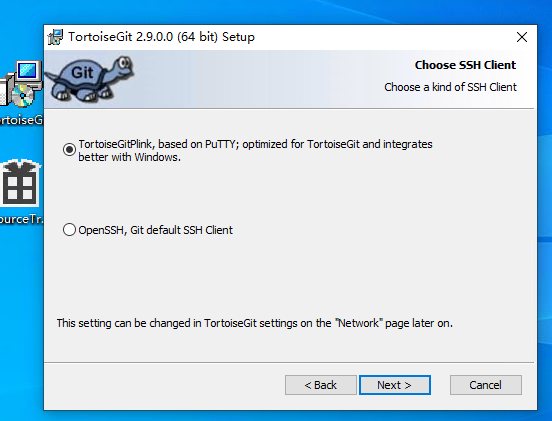 TortoiseGit 2.9.0.0 (64 bit) Setup
Git
Choose SSH Client
Choose a kind of SSH Client
TortoiseGitPlink, based on PuTTY; optimized for TortoiseGit and integrates
better with Windows.
OpenSSH, Git default SSH Client
This setting can be changed in TortoiseGit settings on the "Network" page later on.
< Back
Next >
Cancel
ortoiseG
ourceTr.